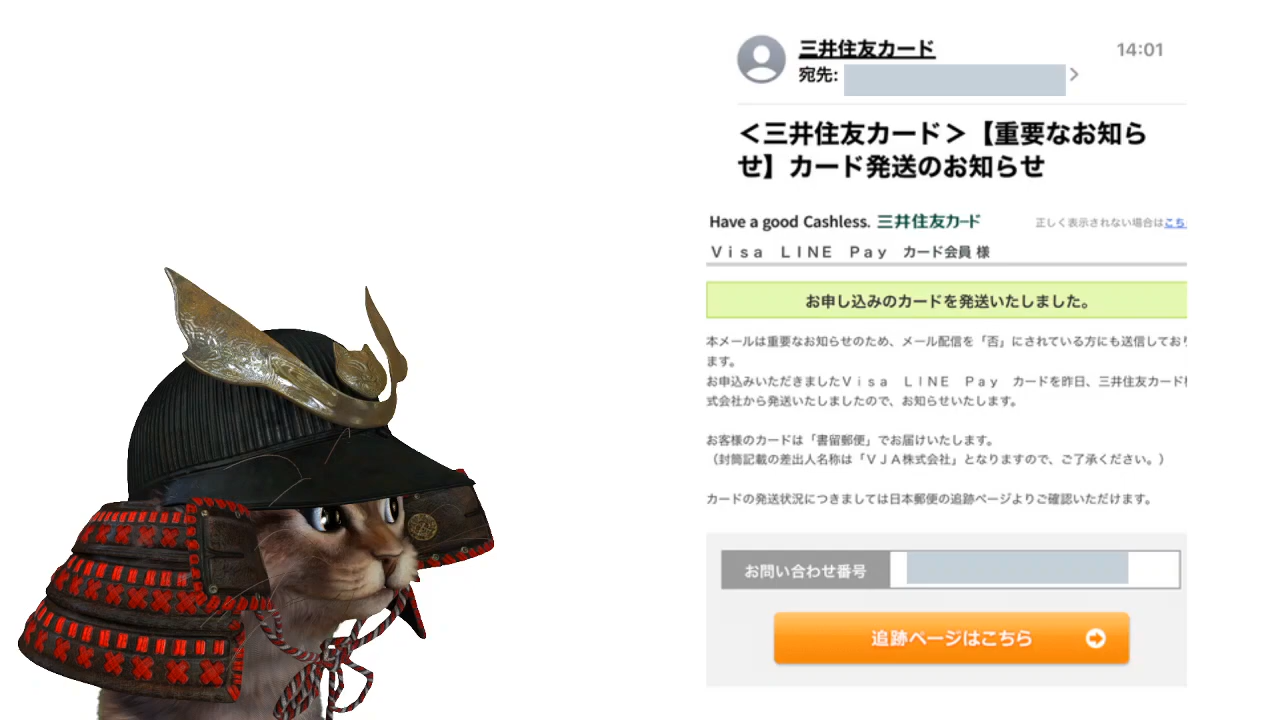 三井住友カード
14:01
宛先:
＜三井住友カード＞【重要なお知ら
せ】カード発送のお知らせ
Have a good Cashless. 三井住友カード
正しく表示されない場合はこち
Ｖｉｓａ　ＬＩＮＥ　Ｐａｙ　カード会員 様
お申し込みのカードを発送いたしました。
本メールは重要なお知らせのため、メール配信を「否」にされている方にも送信しており
ます。
お申込みいただきましたＶｉｓａ　ＬＩＮＥ　Ｐａｙ　カードを昨日、三井住友カード株
式会社から発送いたしましたので、お知らせいたします。
お客様のカードは「書留郵便」でお届けいたします。
（封筒記載の差出人名称は「ＶＪＡ株式会社」となりますので、ご了承ください。）
カードの発送状況につきましては日本郵便の追跡ページよりご確認いただけます。
お問い合わせ番号
追跡ページはこちら